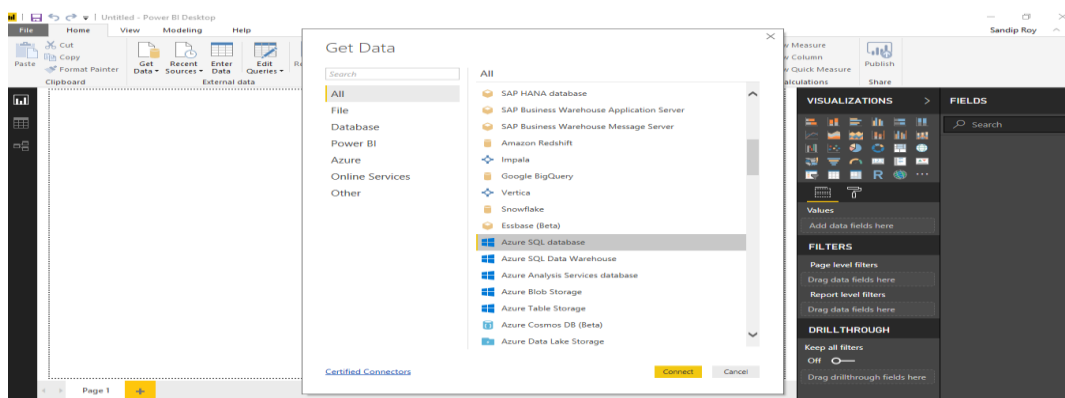 Untitled - Power BI Desktop
File Home View Modeling Help
Sandip Roy
Paste
Cut
Copy
Format Painter
Clipboard
Get Data
Recent Sources
Enter Data
Edit Queries
External data
Get Data
Search
All
File
Database
Power BI
Azure
Online Services
Other
All
SAP HANA database
SAP Business Warehouse Application Server
SAP Business Warehouse Message Server
Amazon Redshift
Impala
Google BigQuery
Vertica
Snowflake
Essbase (Beta)
Azure SQL database
Azure SQL Data Warehouse
Azure Analysis Services database
Azure Blob Storage
Azure Table Storage
Azure Cosmos DB (Beta)
Azure Data Lake Storage
Certified Connectors
Connect
Cancel
Measure
Column
Quick Measure
Publish
Share
VISUALIZATIONS
R
Values
Add data fields here
FILTERS
Page level filters
Drag data fields here
Report level filters
Drag data fields here
DRILLTHROUGH
Keep all filters
Off
Drag drillthrough fields here
FIELDS
Search
Page 1